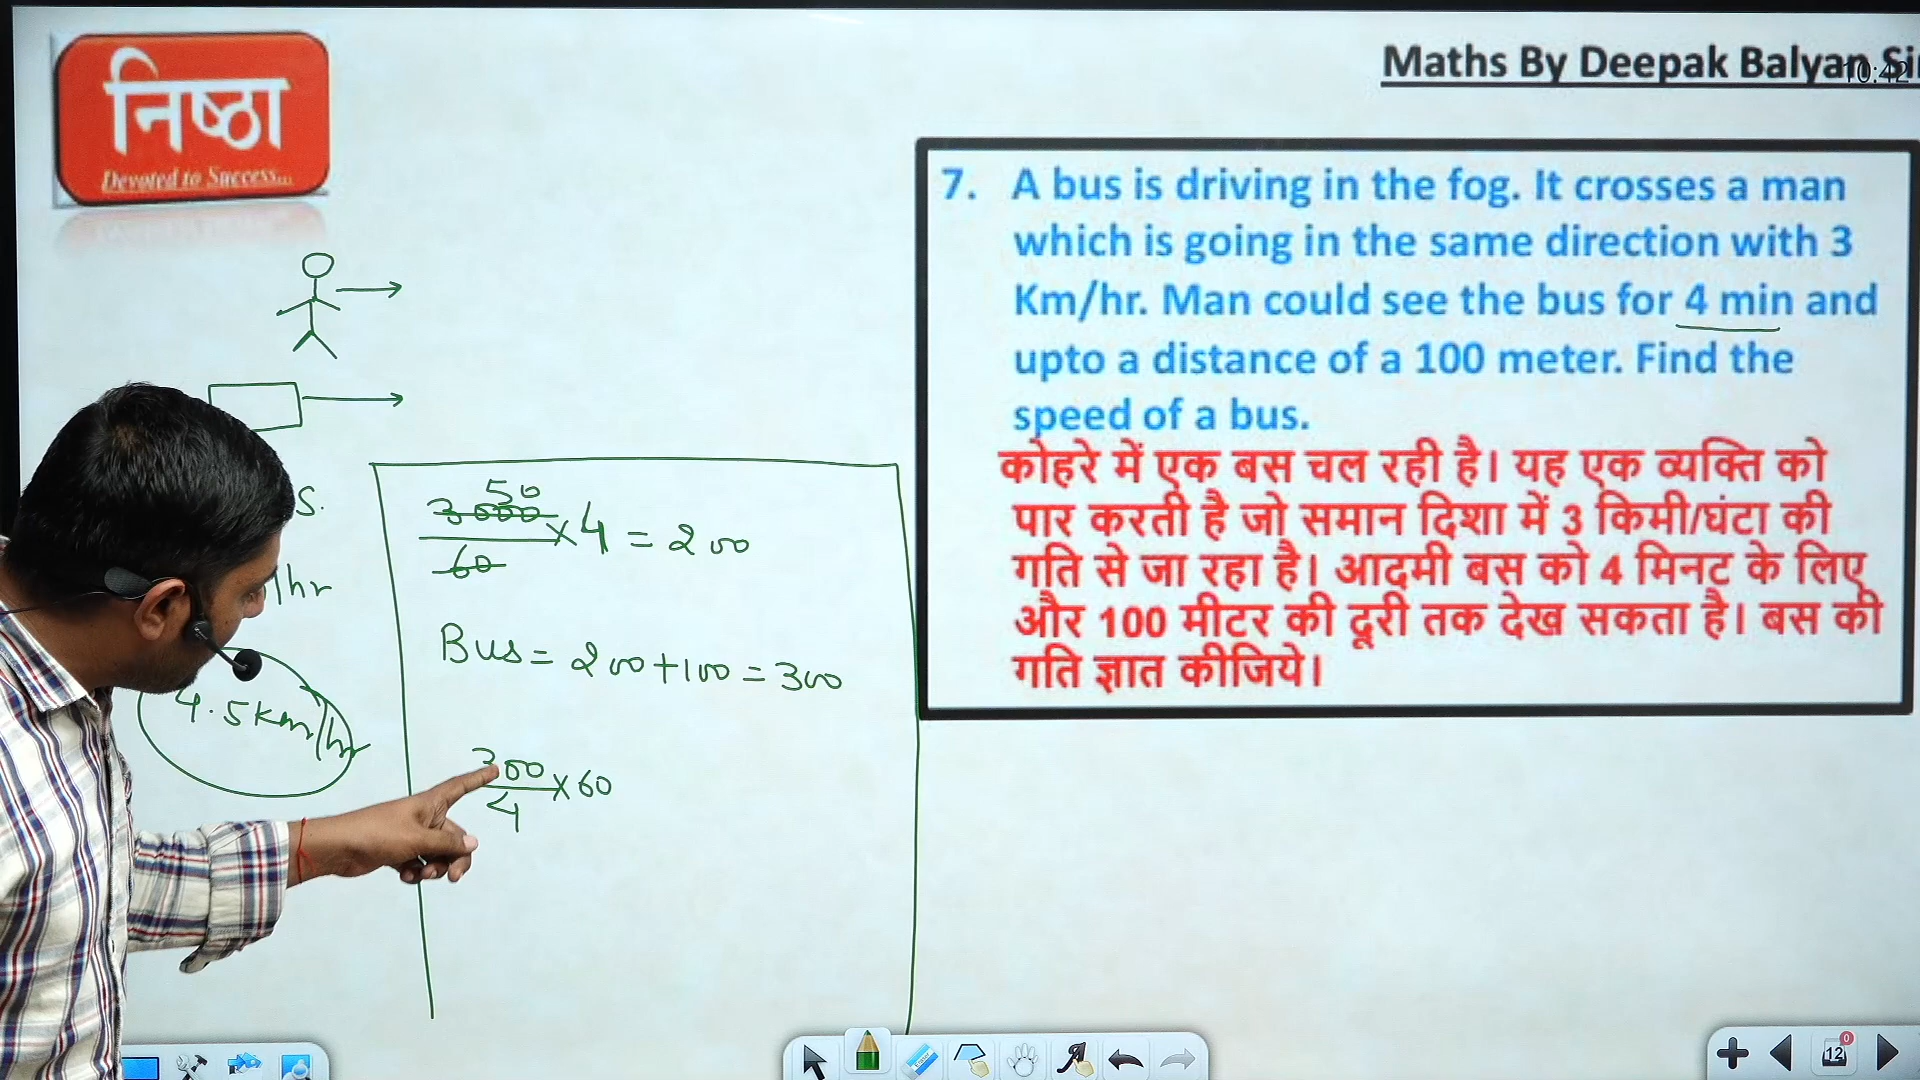 निष्ठा
Devoted to Success...
Maths By Deepak Balyan Si
10:42
7. A bus is driving in the fog. It crosses a man
which is going in the same direction with 3
Km/hr. Man could see the bus for 4 min and
upto a distance of a 100 meter. Find the
speed of a bus.
कोहरे में एक बस चल रही है। यह एक व्यक्ति को
पार करती है जो समान दिशा में 3 किमी/घंटा की
गति से जा रहा है। आदमी बस को 4 मिनट के लिए
और 100 मीटर की दूरी तक देख सकता है। बस की
गति ज्ञात कीजिये।
S.
/hr
4.5km/hr
50
3000
60
×4 = 200
Bus = 200+100 = 300
300
4
×60
12
0